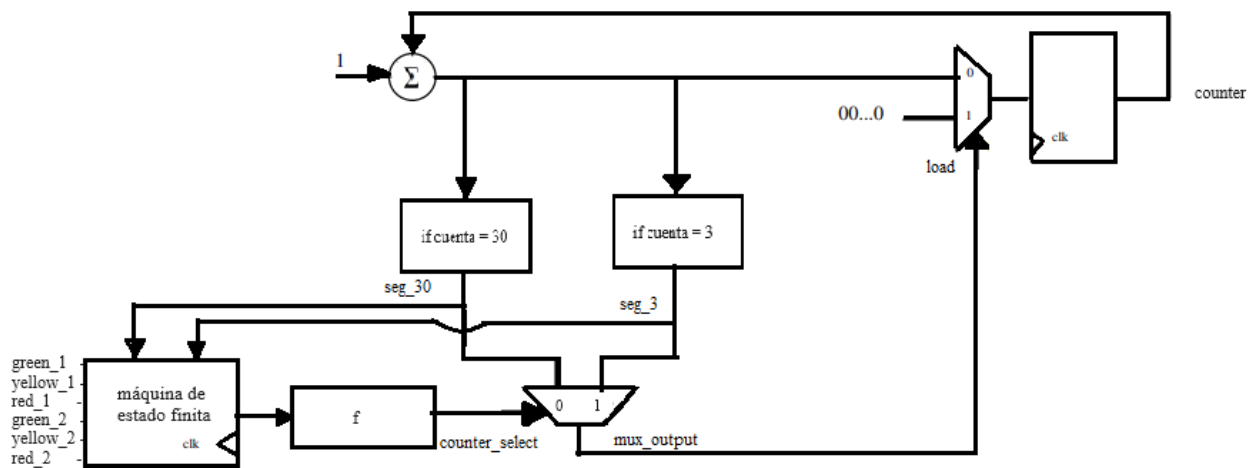 1
Σ
0
counter
00...0
1
clk
load
if cuenta = 30
if cuenta = 3
seg_30
seg_3
green_1
yellow_1
red_1
green_2
yellow_2
red_2
máquina de
estado finita
clk
f
0 1
counter_select
mux_output